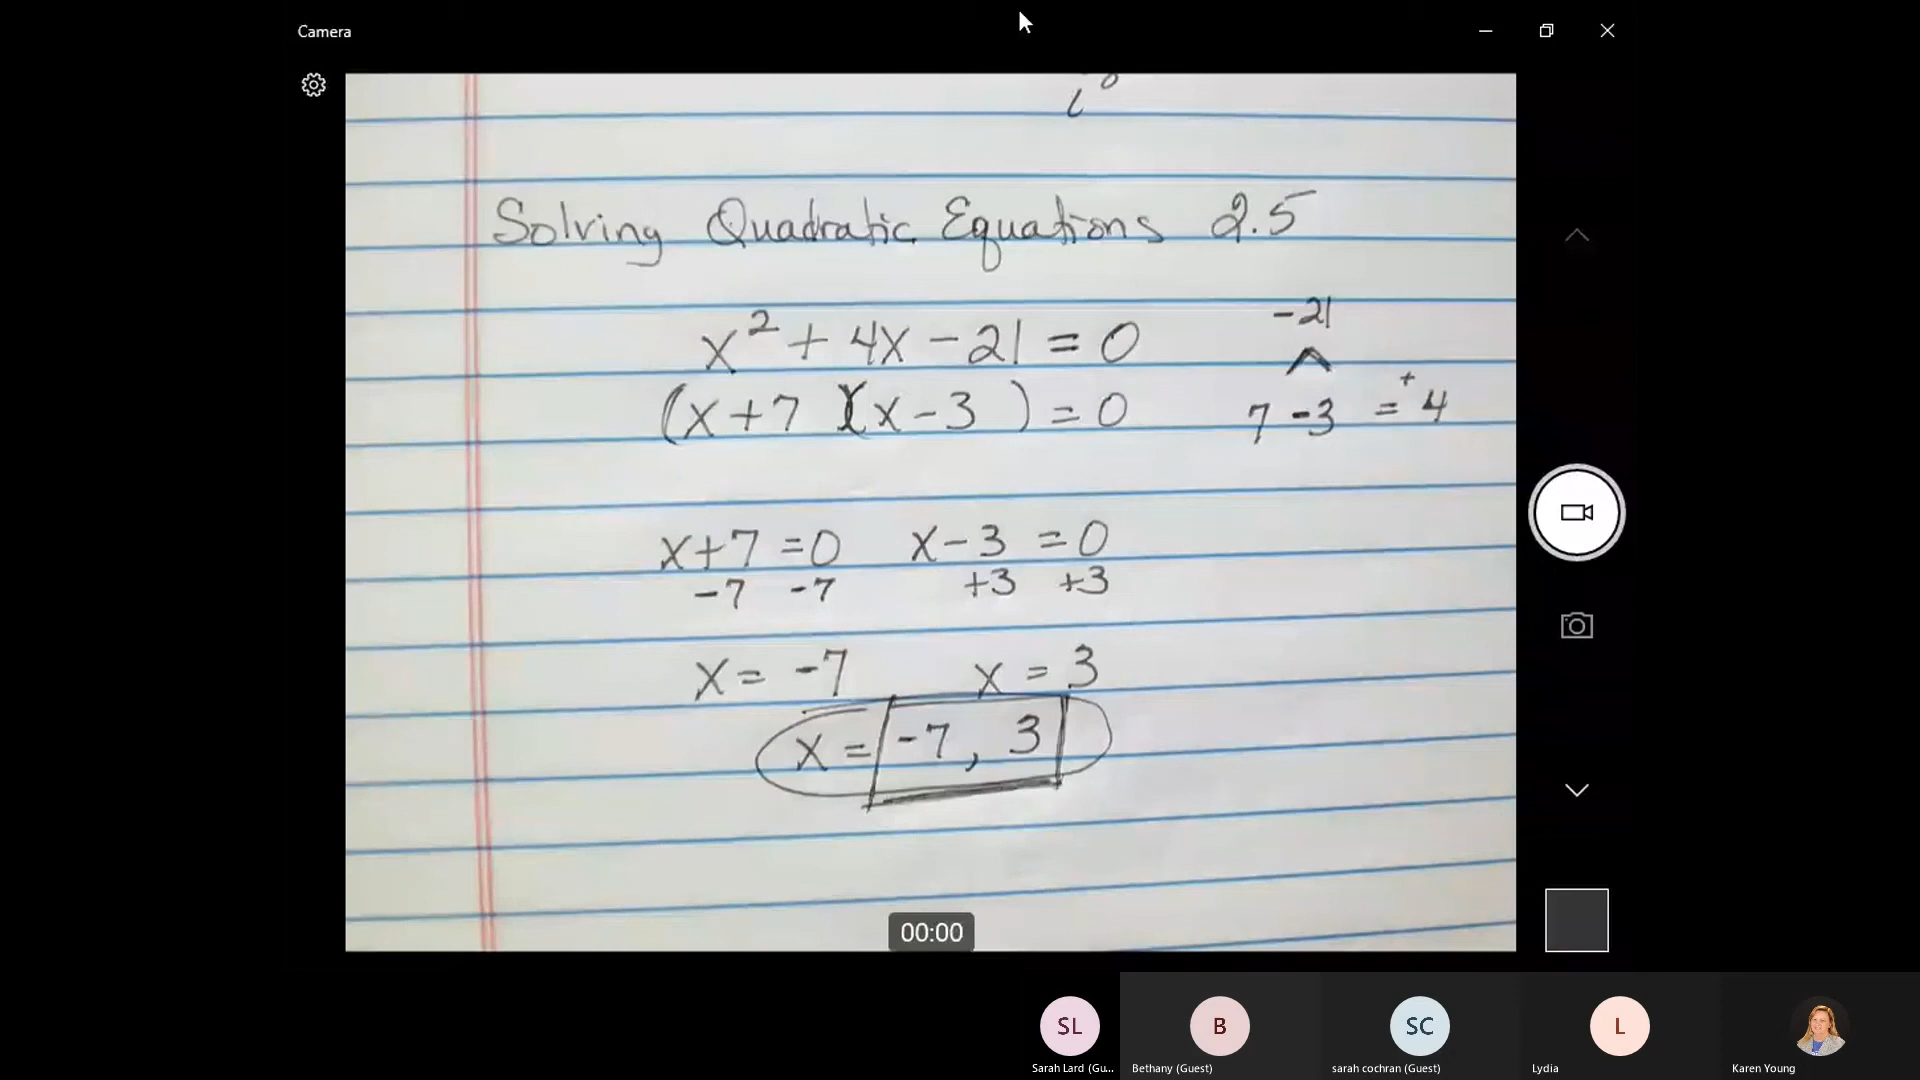 Camera
Solving Quadratic Equations 2.5
x² + 4x - 21 = 0
-21
(x + 7)(x - 3) = 0
7 -3 = +4
x + 7 = 0 x - 3 = 0
-7 -7 +3 +3
x = -7 x = 3
x = -7, 3
00:00
SL B SC L
Sarah Lard (Gu... Bethany (Guest) sarah cochran (Guest) Lydia Karen Young